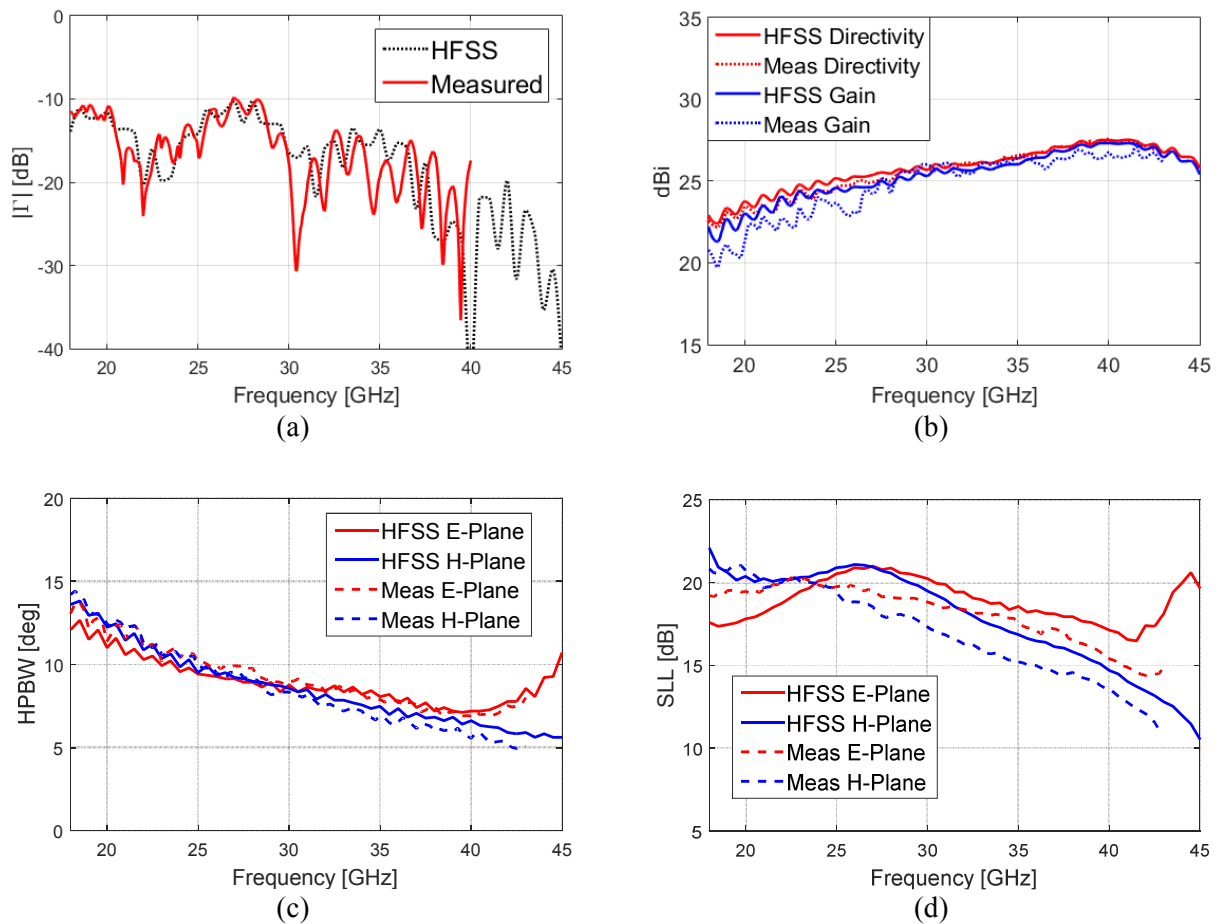 0
-10
-20
-30
-40
|Γ| [dB]
HFSS
Measured
20 25 30 35 40 45
Frequency [GHz]
(a)
35
30
25
20
15
dBi
HFSS Directivity
Meas Directivity
HFSS Gain
Meas Gain
20 25 30 35 40 45
Frequency [GHz]
(b)
20
15
10
5
0
HPBW [deg]
HFSS E-Plane
HFSS H-Plane
Meas E-Plane
Meas H-Plane
20 25 30 35 40 45
Frequency [GHz]
(c)
25
20
15
10
5
SLL [dB]
HFSS E-Plane
HFSS H-Plane
Meas E-Plane
Meas H-Plane
20 25 30 35 40 45
Frequency [GHz]
(d)